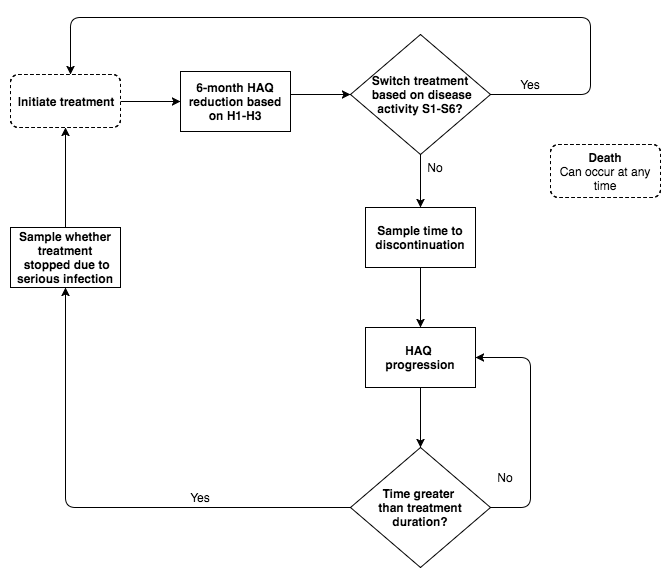 Initiate treatment
6-month HAQ
reduction based
on H1-H3
Switch treatment
based on disease
activity S1-S6?
Yes
No
Death
Can occur at any
time
Sample time to
discontinuation
Sample whether
treatment
stopped due to
serious infection
HAQ
progression
Time greater
than treatment
duration?
No
Yes